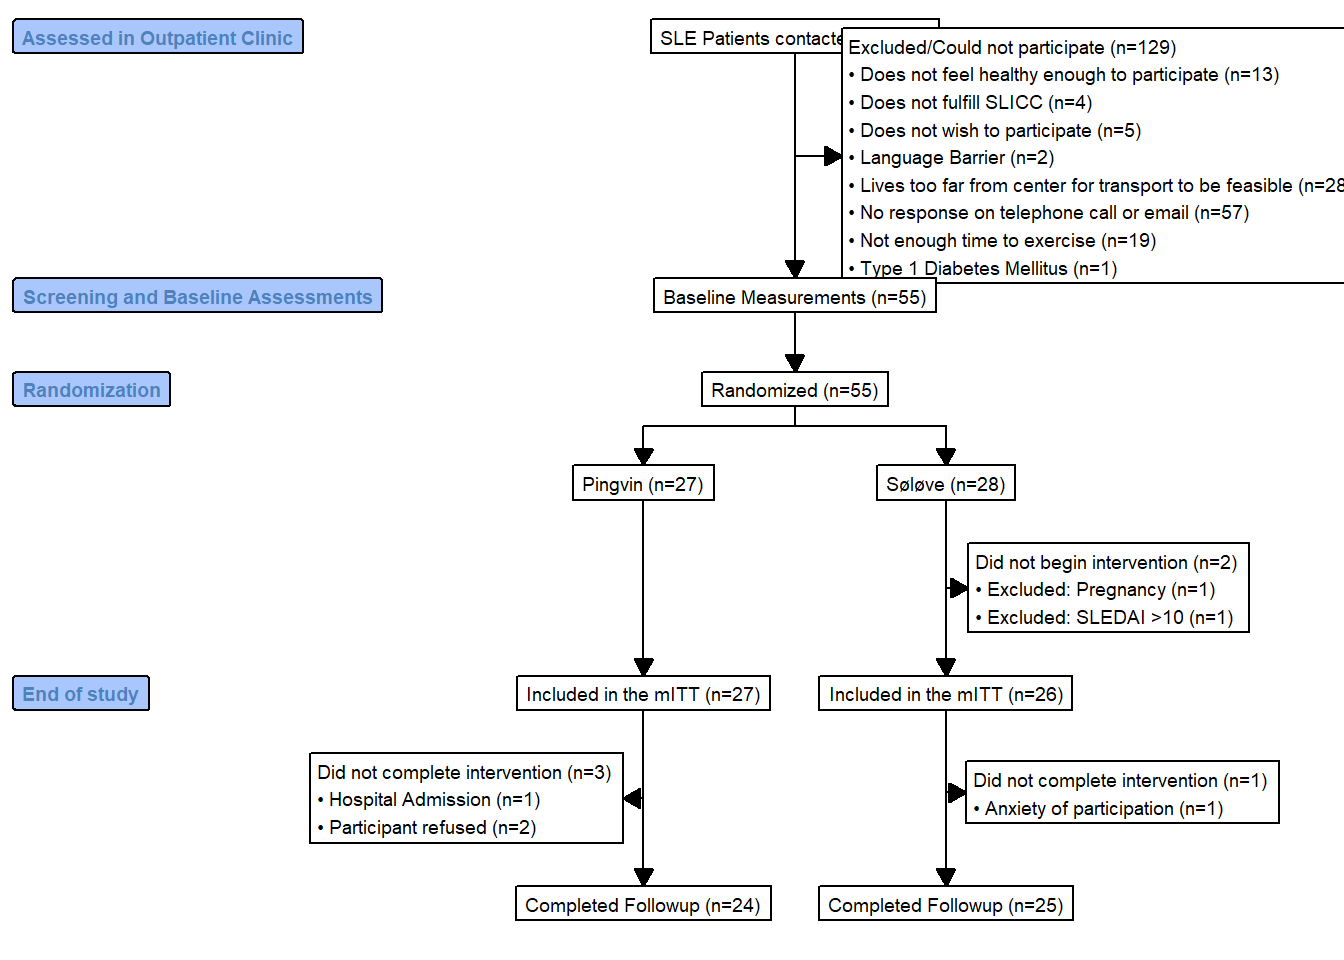 Assessed in Outpatient Clinic
SLE Patients
Excluded/Could not participate (n=129)
• Does not feel healthy enough to participate (n=13)
• Does not fulfill SLICC (n=4)
• Does not wish to participate (n=5)
• Language Barrier (n=2)
• Lives too far from center for transport to be feasible (n=28
• No response on telephone call or email (n=57)
• Not enough time to exercise (n=19)
• Type 1 Diabetes Mellitus (n=1)
Screening and Baseline Assessments
Baseline Measurements (n=55)
Randomization
Randomized (n=55)
Pingvin (n=27)
Søløve (n=28)
Did not begin intervention (n=2)
• Excluded: Pregnancy (n=1)
• Excluded: SLEDAI >10 (n=1)
End of study
Included in the mITT (n=27)
Included in the mITT (n=26)
Did not complete intervention (n=3)
• Hospital Admission (n=1)
• Participant refused (n=2)
Did not complete intervention (n=1)
• Anxiety of participation (n=1)
Completed Followup (n=24)
Completed Followup (n=25)